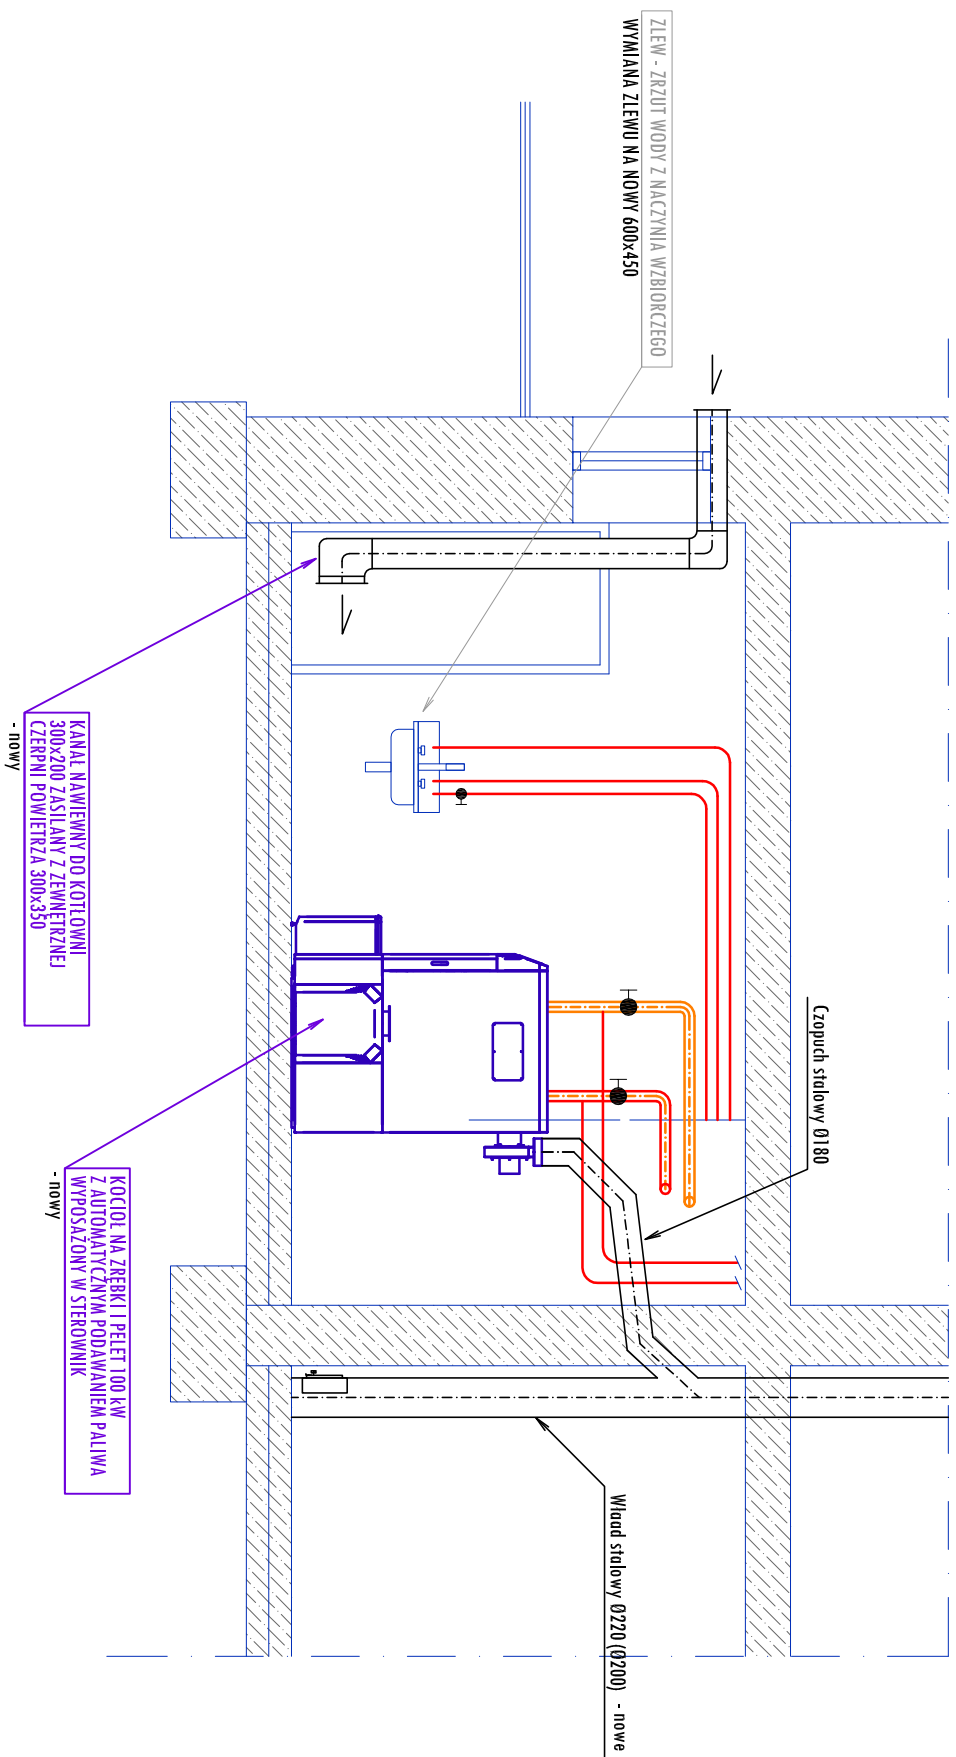 ZLEW - ZRZUT WODY Z NACZYNIA WZBIORCZEGO
WYMIANA ZLEWU NA NOWY 600x450
Czopuch stalowy Ø180
Wkład stalowy Ø220 (Ø200) - nowe
KANAŁ NAWIEWNY DO KOTŁOWNI
300x200 ZASILANY Z ZEWNĘTRZNEJ
CZERPNI POWIETRZA 300x350
- nowy
KOCIOŁ NA ZRĘBKI I PELET 100 kW
Z AUTOMATYCZNYM PODAWANIEM PALIWA
WYPOSAŻONY W STEROWNIK
- nowy